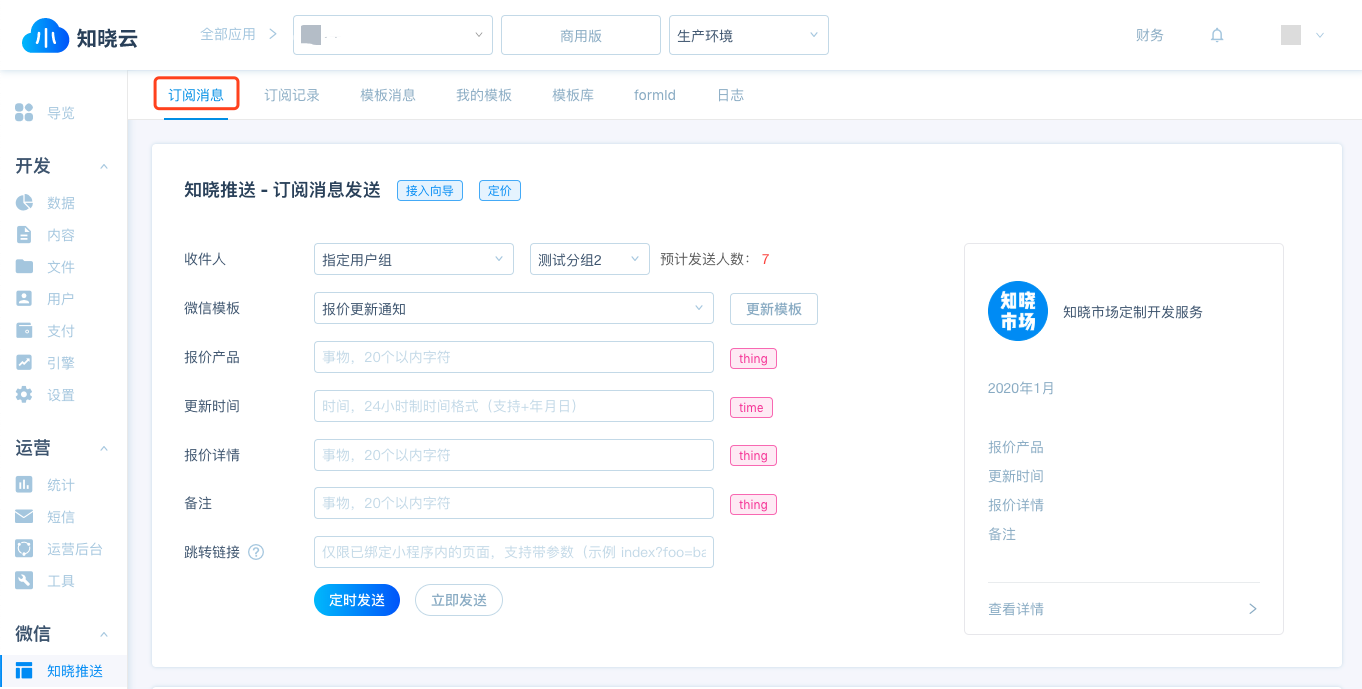 知晓云
全部应用
商用版
生产环境
财务
订阅消息
订阅记录
模板消息
我的模板
模板库
formId
日志
导览
开发
数据
内容
文件
用户
支付
引擎
设置
运营
统计
短信
运营后台
工具
微信
知晓推送
知晓推送 - 订阅消息发送
接入向导
定价
收件人
指定用户组
测试分组2
预计发送人数： 7
微信模板
报价更新通知
更新模板
报价产品
事物，20个以内字符
thing
更新时间
时间，24小时制时间格式（支持+年月日）
time
报价详情
事物，20个以内字符
thing
备注
事物，20个以内字符
thing
跳转链接 ?
仅限已绑定小程序内的页面，支持带参数（示例 index?foo=ba
定时发送
立即发送
知晓
市场
知晓市场定制开发服务
2020年1月
报价产品
更新时间
报价详情
备注
查看详情